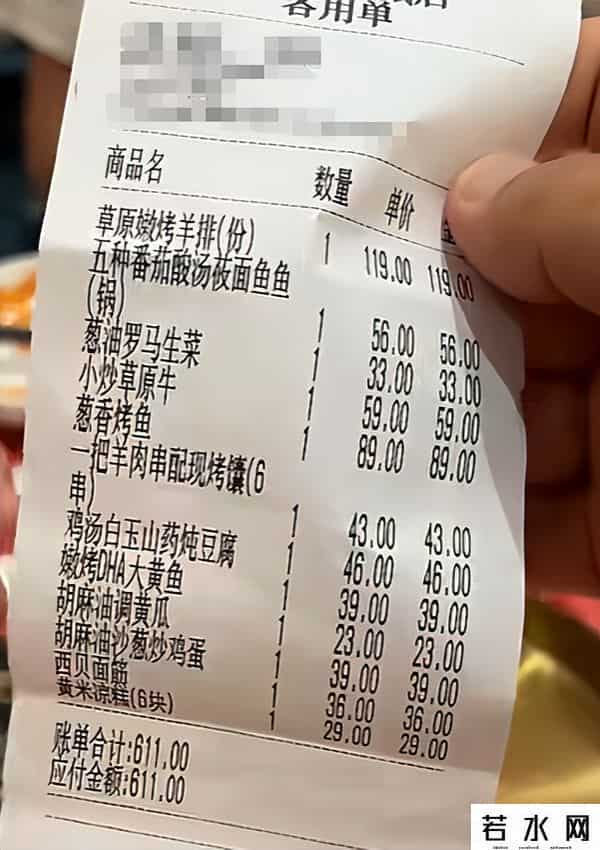 客用单
商品名 数量 单价
草原嫩烤羊排(份) 1 119.00 119.00
五种番茄酸汤莜面鱼鱼
(锅) 1 56.00 56.00
葱油罗马生菜 1 33.00 33.00
小炒草原牛 1 59.00 59.00
葱香烤鱼 1 89.00 89.00
一把羊肉串配现烤馕(6
串) 1 43.00 43.00
鸡汤白玉山药炖豆腐 1 46.00 46.00
嫩烤DHA大黄鱼 1 39.00 39.00
胡麻油调黄瓜 1 23.00 23.00
胡麻油沙葱炒鸡蛋 1 39.00 39.00
西贝面筋 1 36.00 36.00
黄米凉糕(6块) 1 29.00 29.00
账单合计:611.00
应付金额:611.00
若水网